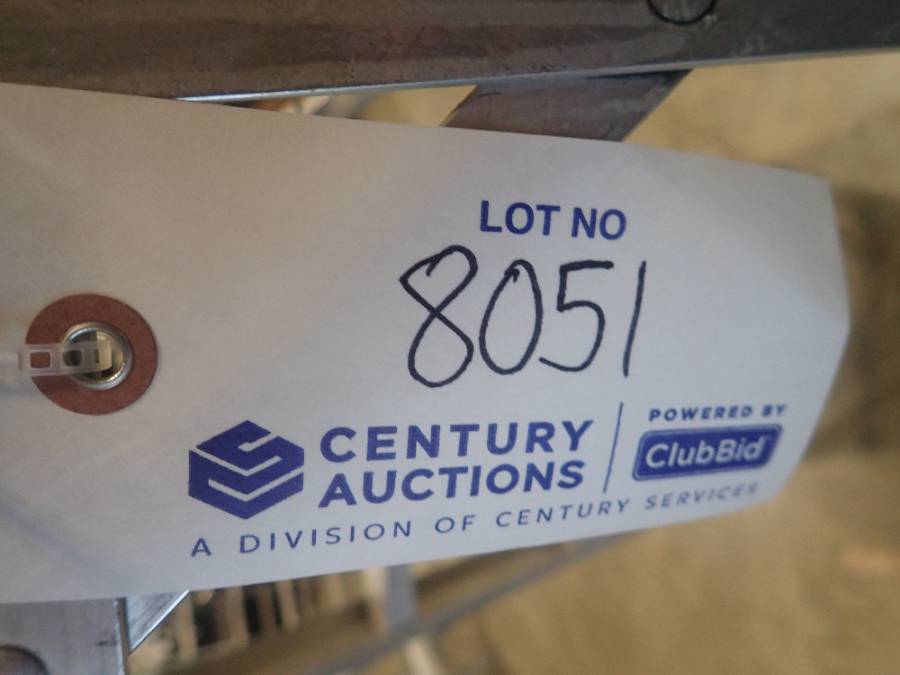 LOT NO
8051
CENTURY
AUCTIONS
POWERED BY
ClubBid
A DIVISION OF CENTURY SERVICES